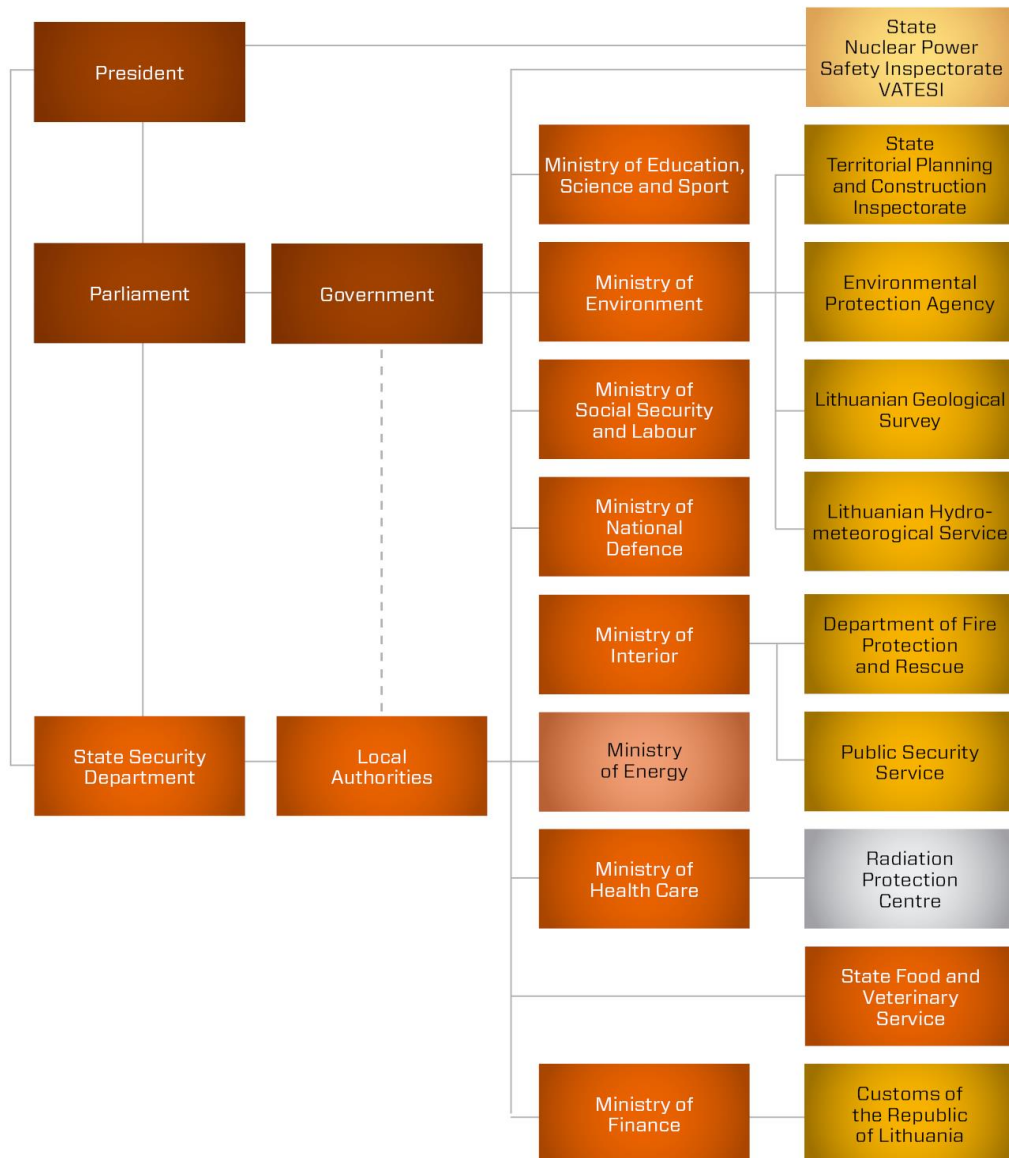 President
State
Nuclear Power
Safety Inspectorate
VATESI
Ministry of Education,
Science and Sport
State
Territorial Planning
and Construction
Inspectorate
Parliament
Government
Ministry of
Environment
Environmental
Protection Agency
Ministry of
Social Security
and Labour
Lithuanian Geological
Survey
Ministry of
National
Defence
Lithuanian Hydro-
meteorogical Service
Ministry of
Interior
Department of Fire
Protection
and Rescue
State Security
Department
Local
Authorities
Ministry
of Energy
Public Security
Service
Ministry of
Health Care
Radiation
Protection
Centre
State Food and
Veterinary
Service
Ministry of
Finance
Customs of
the Republic
of Lithuania